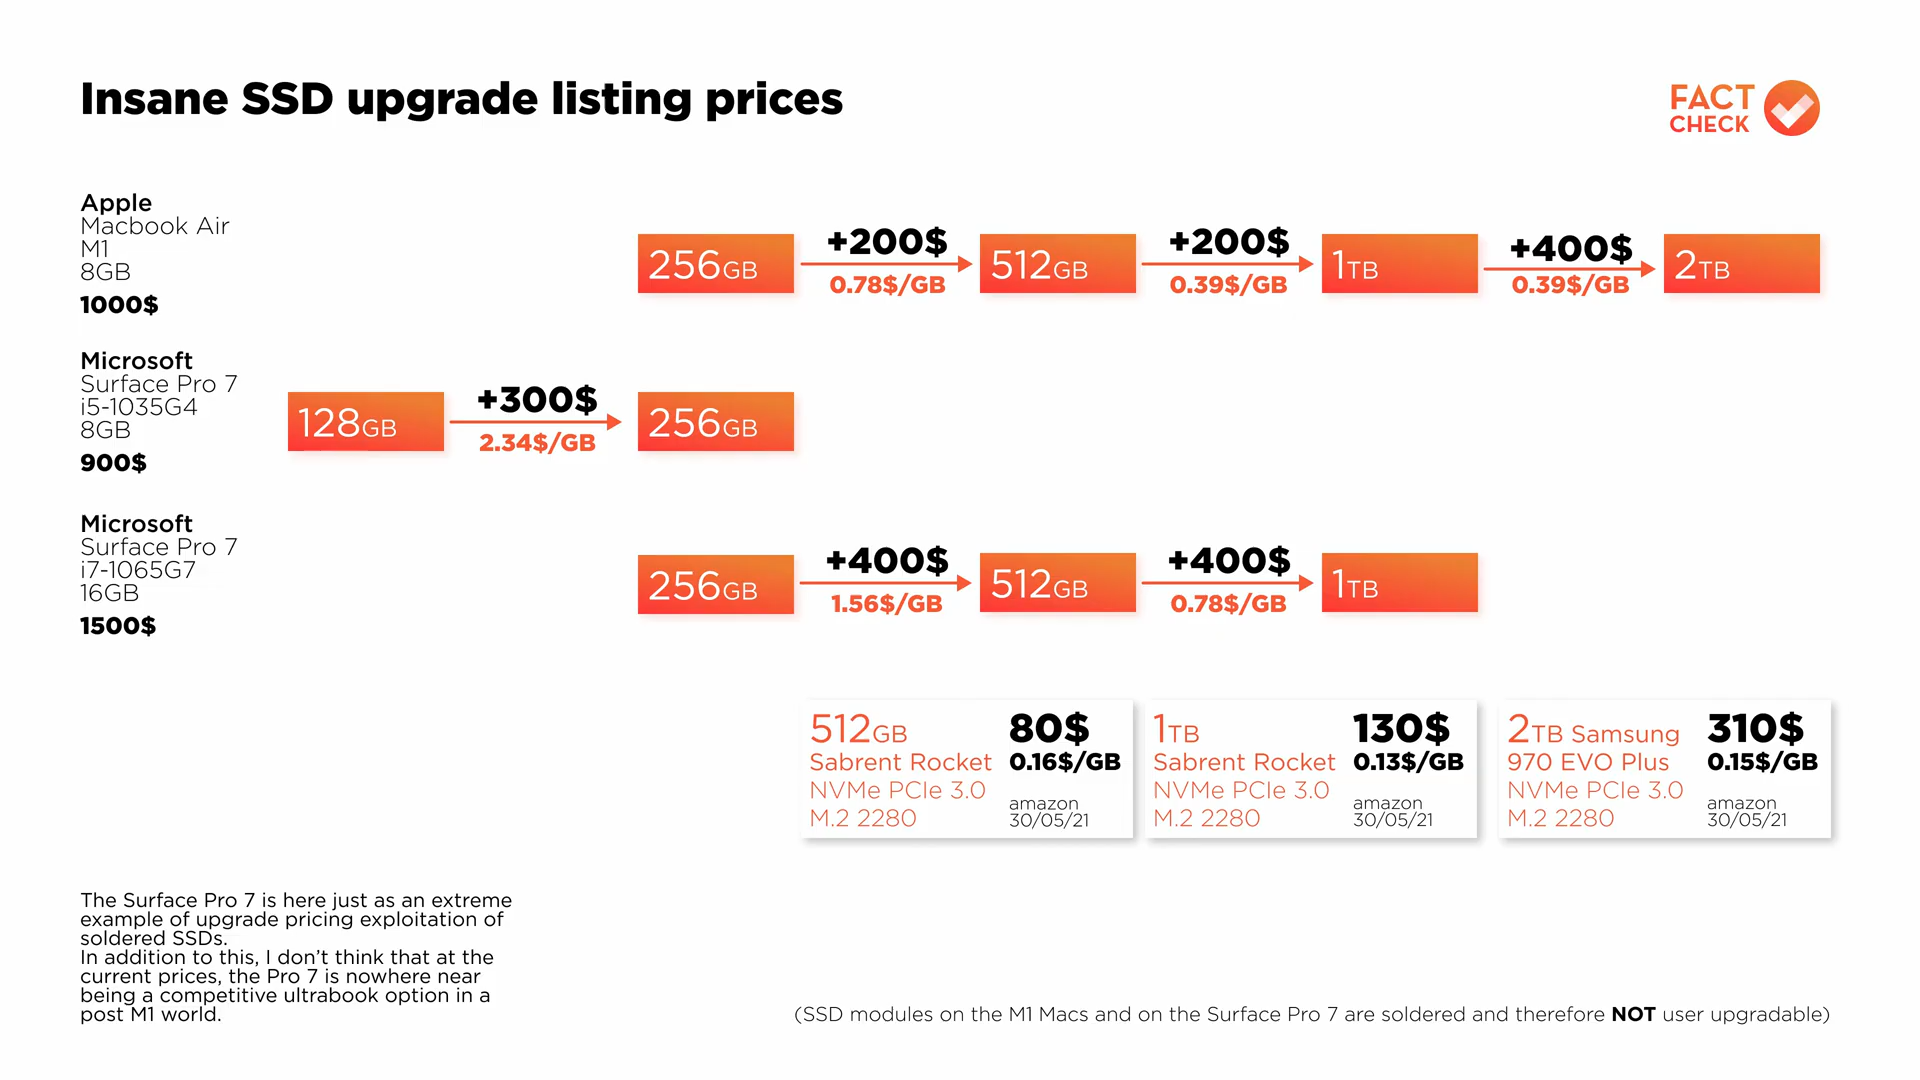 Insane SSD upgrade listing prices
FACT
CHECK
Apple
Macbook Air
M1
8GB
1000$
256GB
+200$
0.78$/GB
512GB
+200$
0.39$/GB
1TB
+400$
0.39$/GB
2TB
Microsoft
Surface Pro 7
i5-1035G4
8GB
900$
128GB
+300$
2.34$/GB
256GB
Microsoft
Surface Pro 7
i7-1065G7
16GB
1500$
256GB
+400$
1.56$/GB
512GB
+400$
0.78$/GB
1TB
512GB
Sabrent Rocket
NVMe PCIe 3.0
M.2 2280
80$
0.16$/GB
amazon
30/05/21
1TB
Sabrent Rocket
NVMe PCIe 3.0
M.2 2280
130$
0.13$/GB
amazon
30/05/21
2TB Samsung
970 EVO Plus
NVMe PCIe 3.0
M.2 2280
310$
0.15$/GB
amazon
30/05/21
The Surface Pro 7 is here just as an extreme
example of upgrade pricing exploitation of
soldered SSDs.
In addition to this, I don't think that at the
current prices, the Pro 7 is nowhere near
being a competitive ultrabook option in a
post M1 world.
(SSD modules on the M1 Macs and on the Surface Pro 7 are soldered and therefore NOT user upgradable)